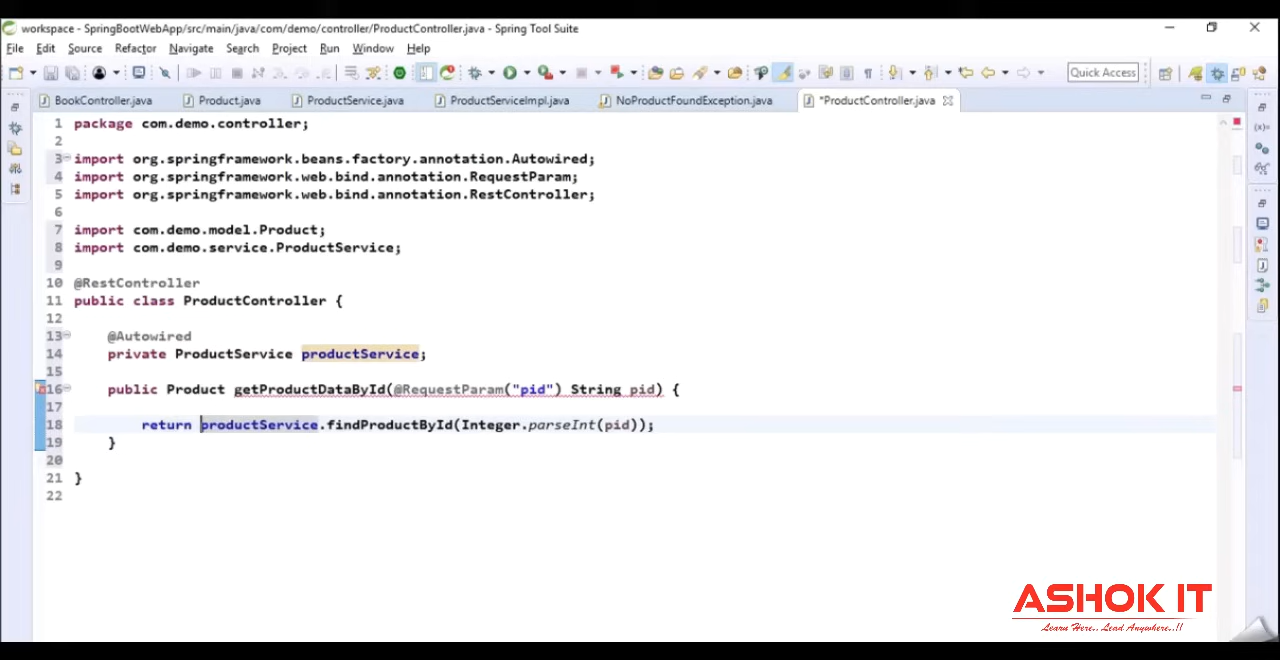 workspace - SpringBootWebApp/src/main/java/com/demo/controller/ProductController.java - Spring Tool Suite
File Edit Source Refactor Navigate Search Project Run Window Help
Quick Access
BookController.java Product.java ProductService.java ProductServiceImpl.java NoProductFoundException.java *ProductController.java
1 package com.demo.controller;
2
3 import org.springframework.beans.factory.annotation.Autowired;
4 import org.springframework.web.bind.annotation.RequestParam;
5 import org.springframework.web.bind.annotation.RestController;
6
7 import com.demo.model.Product;
8 import com.demo.service.ProductService;
9
10 @RestController
11 public class ProductController {
12
13 @Autowired
14 private ProductService productService;
15
16 public Product getProductDataById(@RequestParam("pid") String pid) {
17
18 return productService.findProductById(Integer.parseInt(pid));
19 }
20
21 }
22
ASHOK IT
Learn Here.. Lead Anywhere..!!